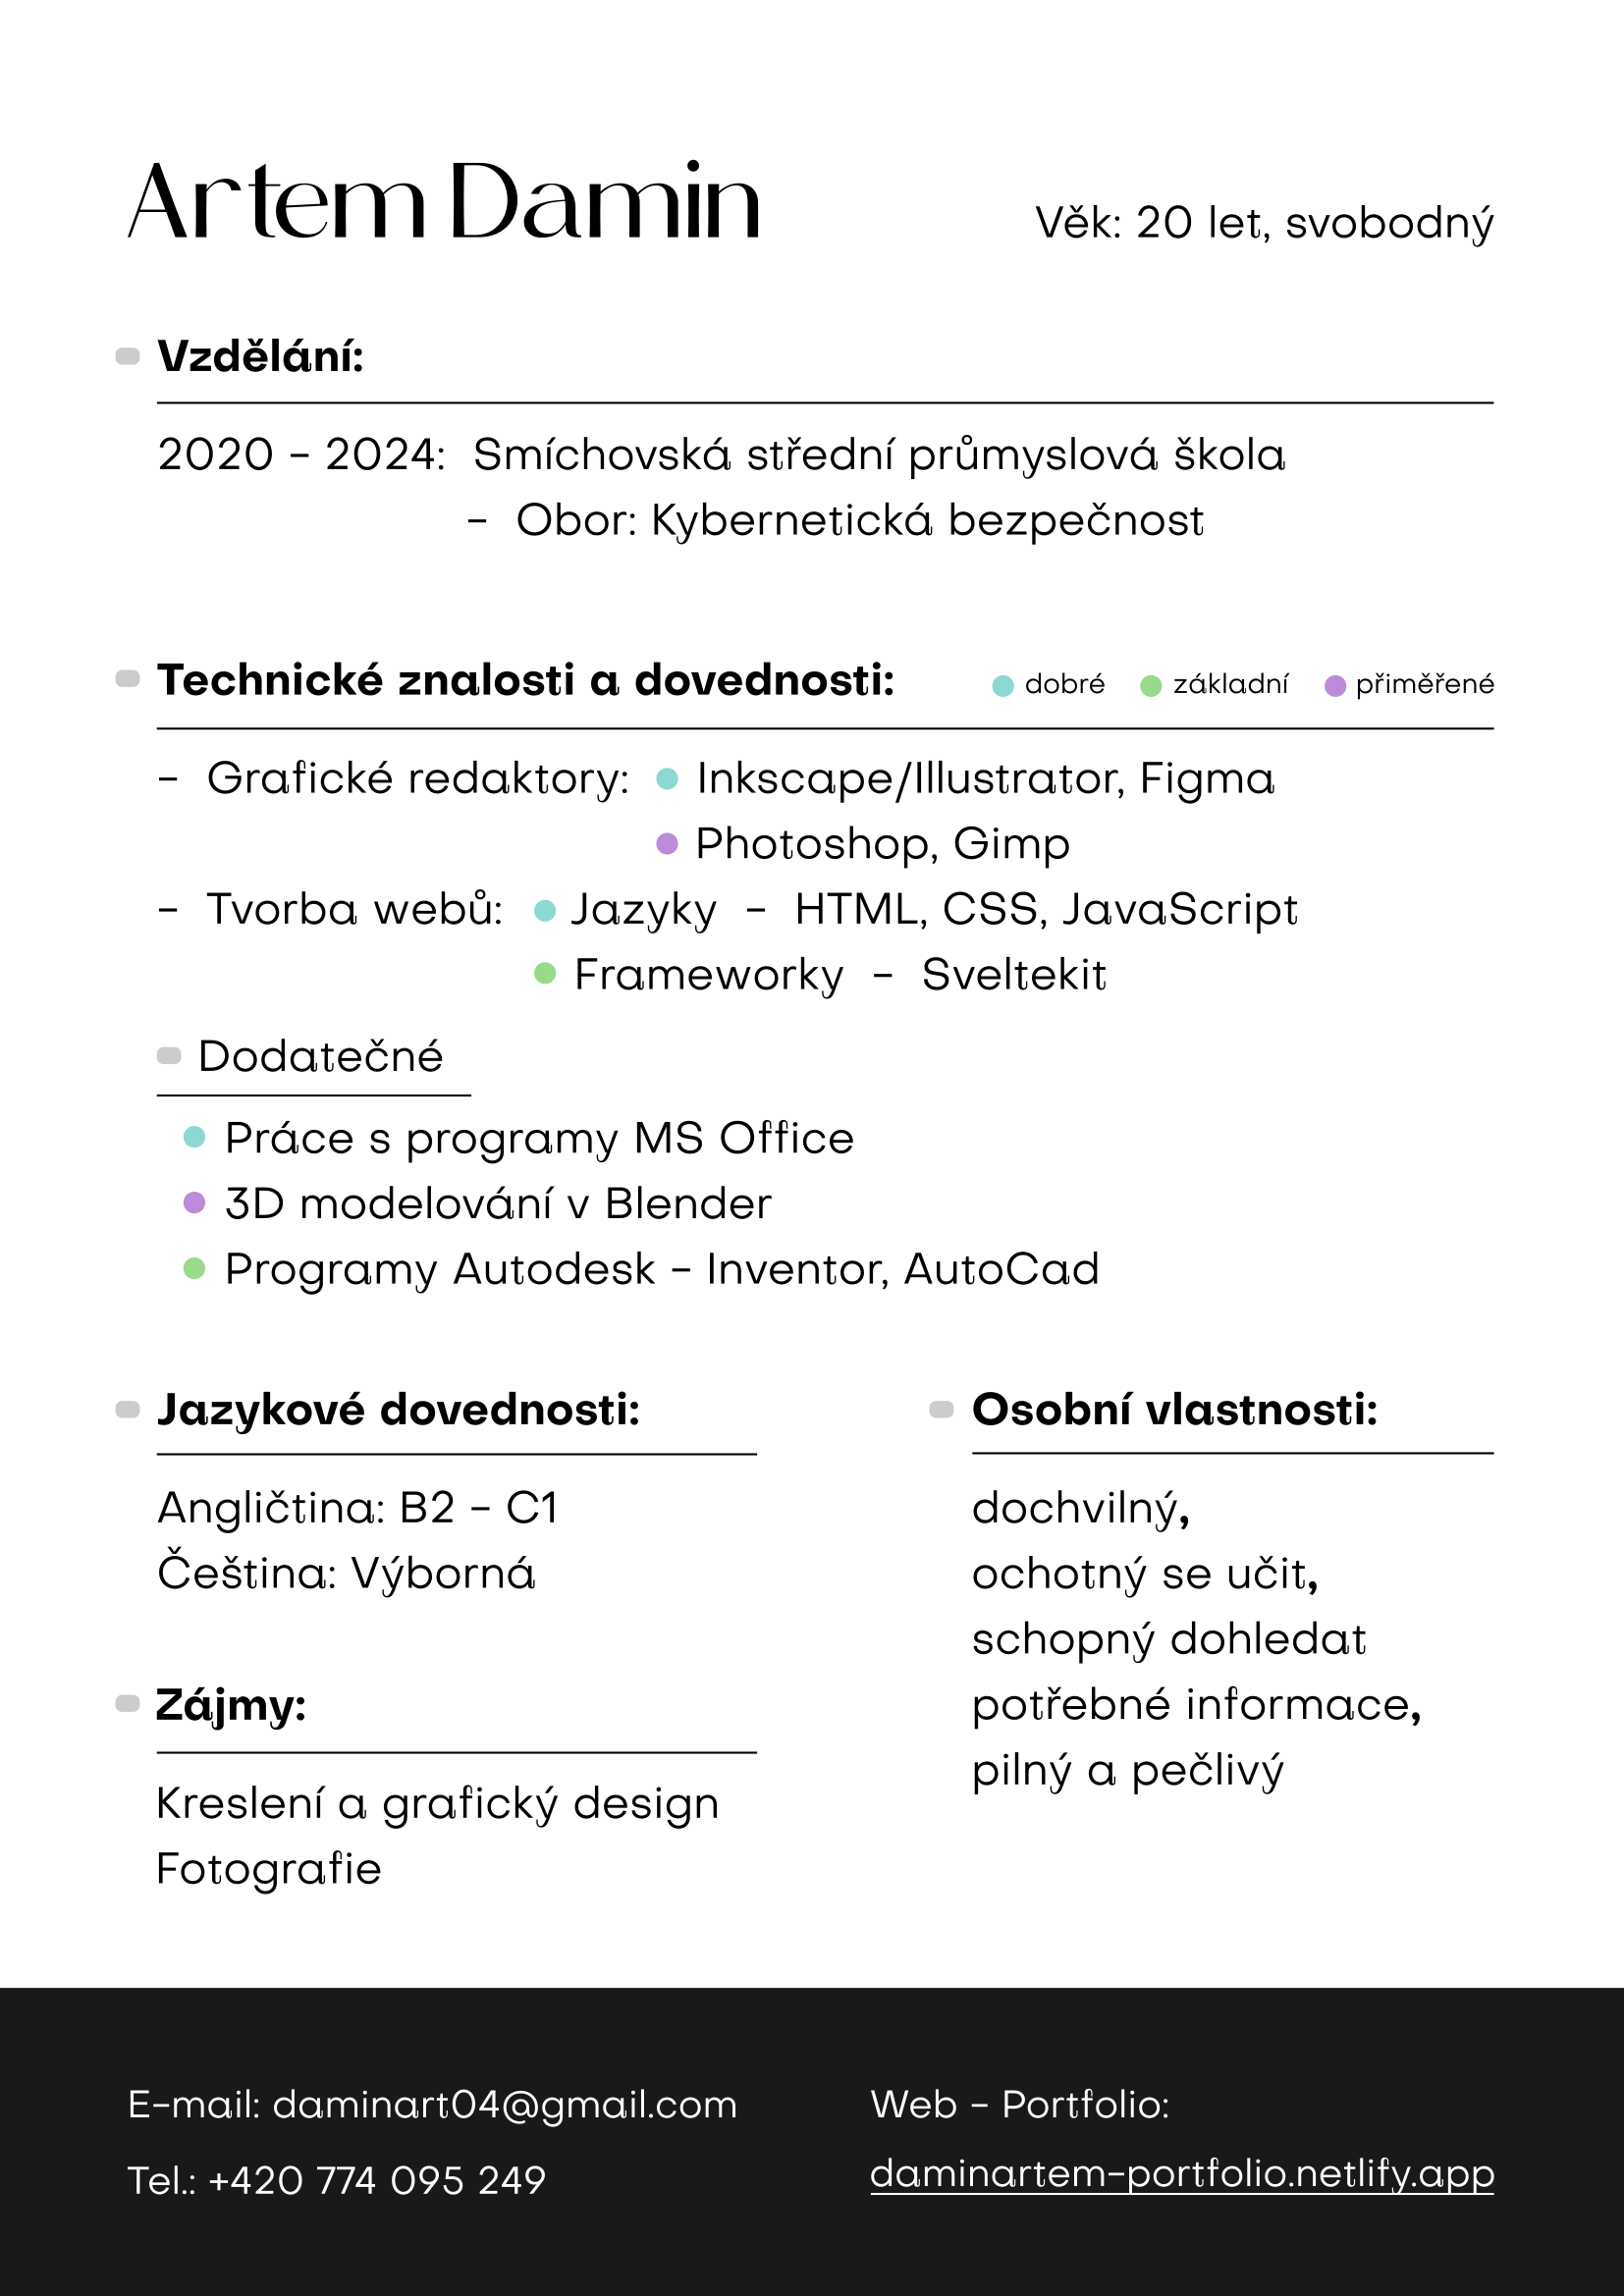 Artem Damin
Věk: 20 let, svobodný
Vzdělání:
2020 - 2024: Smíchovská střední průmyslová škola
- Obor: Kybernetická bezpečnost
Technické znalosti a dovednosti:
dobré základní přiměřené
- Grafické redaktory: Inkscape/Illustrator, Figma
Photoshop, Gimp
- Tvorba webů: Jazyky - HTML, CSS, JavaScript
Frameworky - Sveltekit
Dodatečné
Práce s programy MS Office
3D modelování v Blender
Programy Autodesk - Inventor, AutoCad
Jazykové dovednosti:
Angličtina: B2 - C1
Čeština: Výborná
Zájmy:
Kreslení a grafický design
Fotografie
Osobní vlastnosti:
dochvilný,
ochotný se učit,
schopný dohledat
potřebné informace,
pilný a pečlivý
E-mail: daminart04@gmail.com
Tel.: +420 774 095 249
Web - Portfolio:
daminartem-portfolio.netlify.app